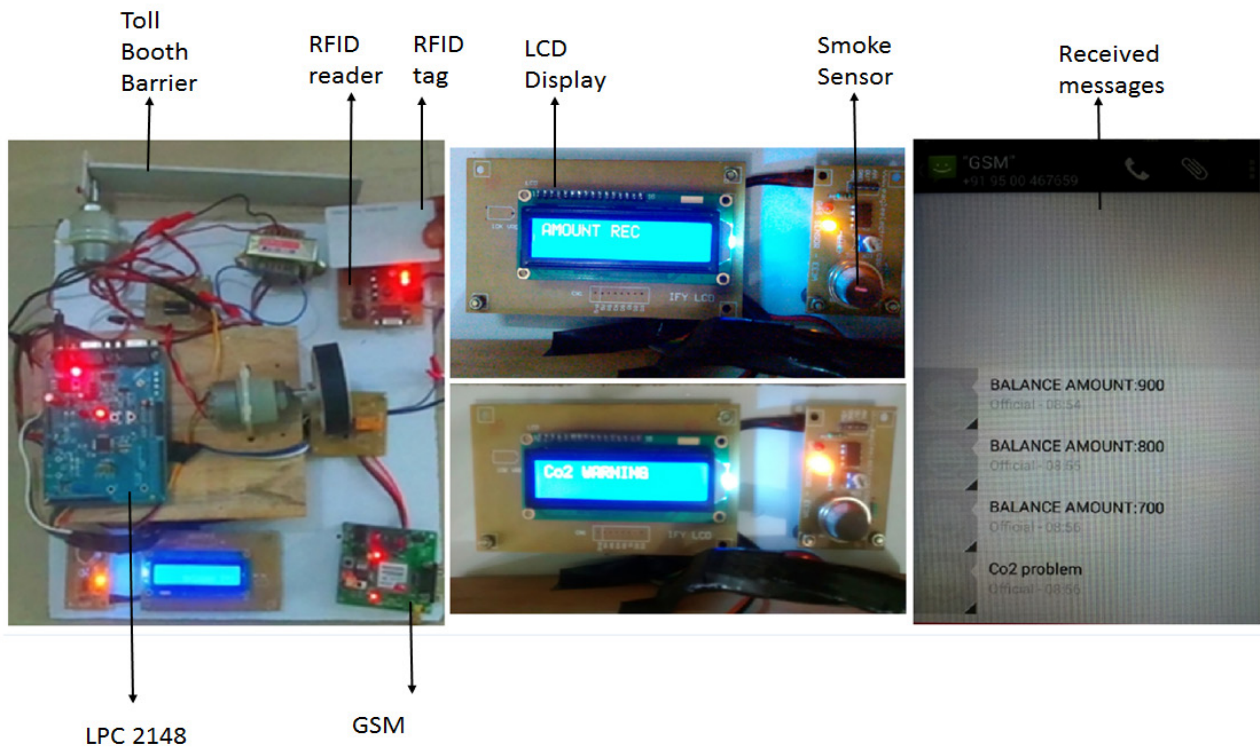 Toll
Booth
Barrier
RFID
reader
RFID
tag
LCD
Display
Smoke
Sensor
Received
messages
AMOUNT REC
IFY LCD
Co2 WARNING
IFY LCD
"GSM"
+91 95 00 467659
BALANCE AMOUNT:900
Official - 08:54
BALANCE AMOUNT:800
Official - 08:55
BALANCE AMOUNT:700
Official - 08:56
Co2 problem
Official - 08:56
LPC 2148
GSM